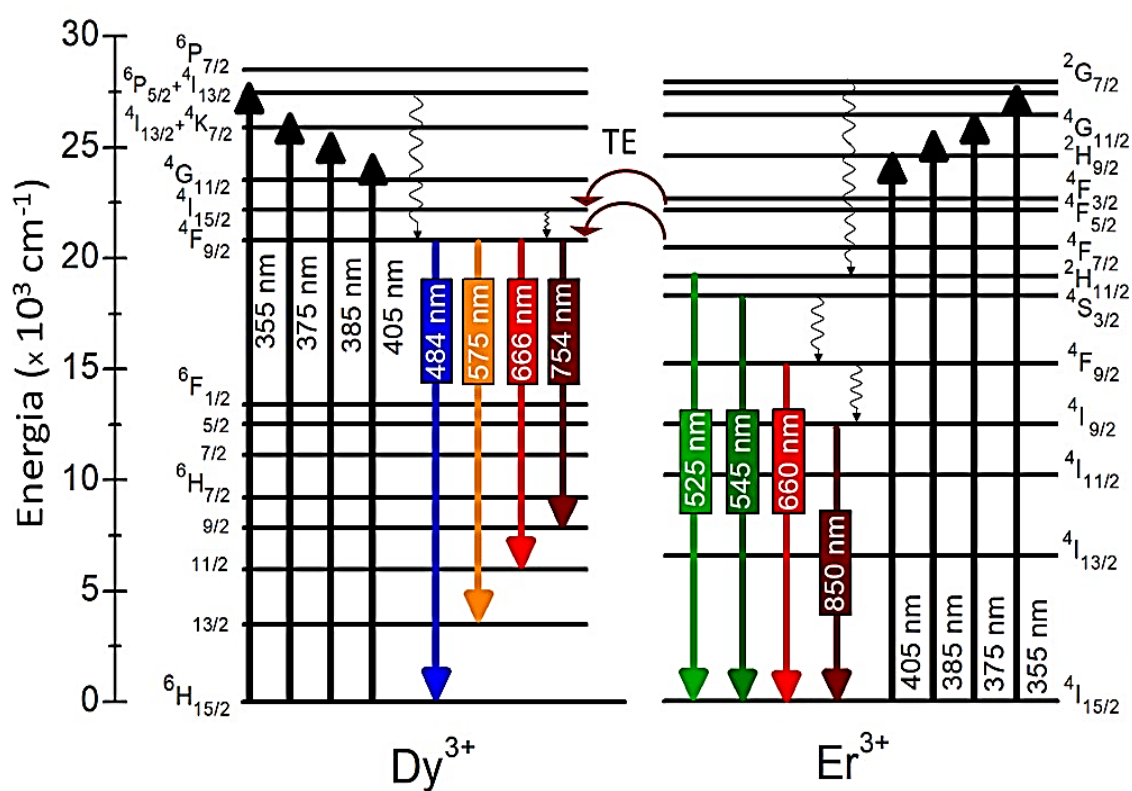 Energia (x 10³ cm⁻¹)
30
25
20
15
10
5
0
⁶P₇/₂
⁶P₅/₂+⁴I₁₃/₂
⁴I₁₃/₂+⁴K₇/₂
⁴G₁₁/₂
⁴I₁₅/₂
⁴F₉/₂
⁶F₁/₂
5/2
7/2
⁶H₇/₂
9/2
11/2
13/2
⁶H₁₅/₂
355 nm
375 nm
385 nm
405 nm
484 nm
575 nm
666 nm
754 nm
TE
525 nm
545 nm
660 nm
850 nm
405 nm
385 nm
375 nm
355 nm
²G₇/₂
⁴G₁₁/₂
²H₉/₂
⁴F₃/₂
⁴F₅/₂
⁴F₇/₂
²H₁₁/₂
⁴S₃/₂
⁴F₉/₂
⁴I₉/₂
⁴I₁₁/₂
⁴I₁₃/₂
⁴I₁₅/₂
Dy³⁺
Er³⁺